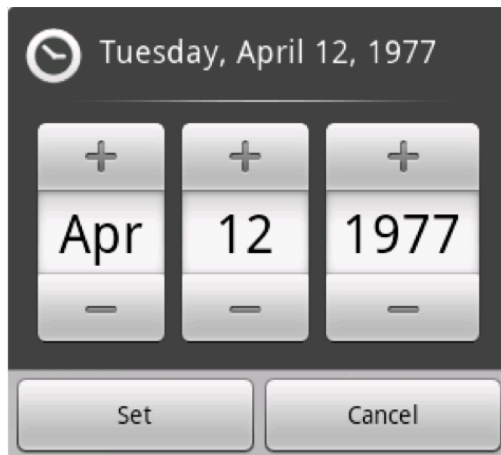 Tuesday, April 12, 1977
+ + +
Apr 12 1977
− − −
Set Cancel